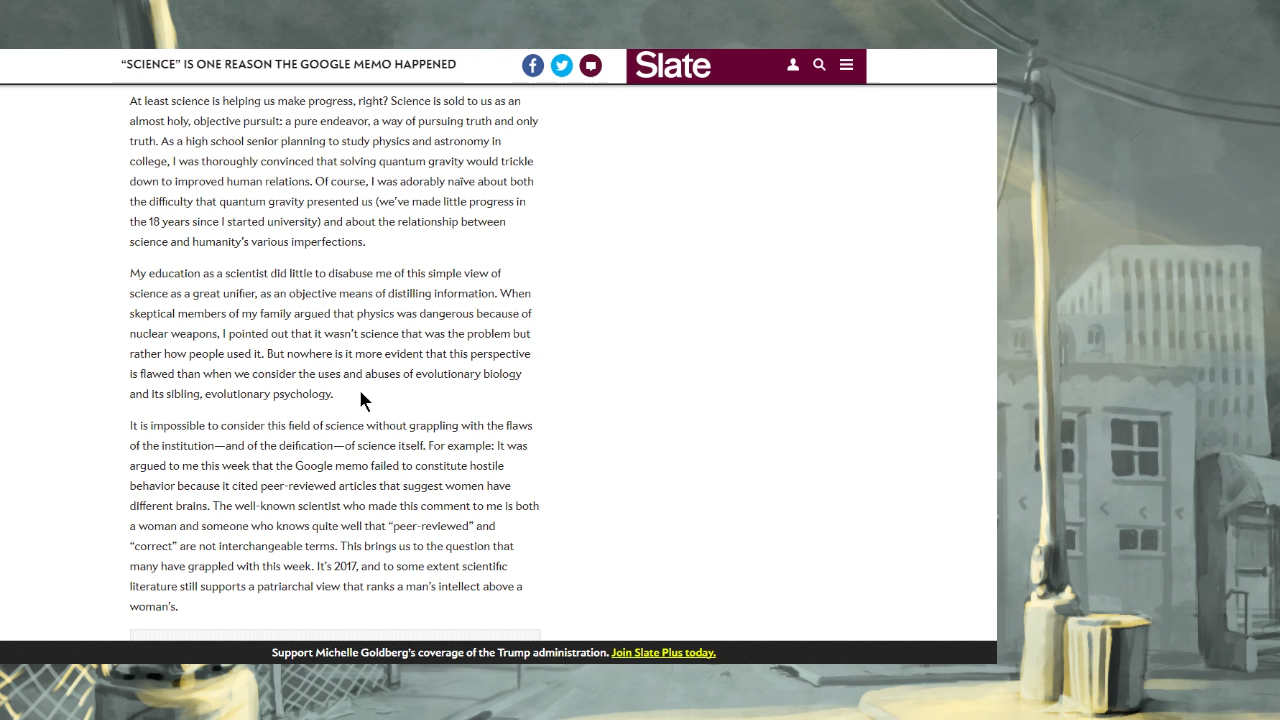 “SCIENCE” IS ONE REASON THE GOOGLE MEMO HAPPENED
Slate
At least science is helping us make progress, right? Science is sold to us as an
almost holy, objective pursuit: a pure endeavor, a way of pursuing truth and only
truth. As a high school senior planning to study physics and astronomy in
college, I was thoroughly convinced that solving quantum gravity would trickle
down to improved human relations. Of course, I was adorably naïve about both
the difficulty that quantum gravity presented us (we’ve made little progress in
the 18 years since I started university) and about the relationship between
science and humanity’s various imperfections.
My education as a scientist did little to disabuse me of this simple view of
science as a great unifier, as an objective means of distilling information. When
skeptical members of my family argued that physics was dangerous because of
nuclear weapons, I pointed out that it wasn’t science that was the problem but
rather how people used it. But nowhere is it more evident that this perspective
is flawed than when we consider the uses and abuses of evolutionary biology
and its sibling, evolutionary psychology.
It is impossible to consider this field of science without grappling with the flaws
of the institution—and of the deification—of science itself. For example: It was
argued to me this week that the Google memo failed to constitute hostile
behavior because it cited peer-reviewed articles that suggest women have
different brains. The well-known scientist who made this comment to me is both
a woman and someone who knows quite well that “peer-reviewed” and
“correct” are not interchangeable terms. This brings us to the question that
many have grappled with this week. It’s 2017, and to some extent scientific
literature still supports a patriarchal view that ranks a man’s intellect above a
woman’s.
Support Michelle Goldberg’s coverage of the Trump administration. Join Slate Plus today.